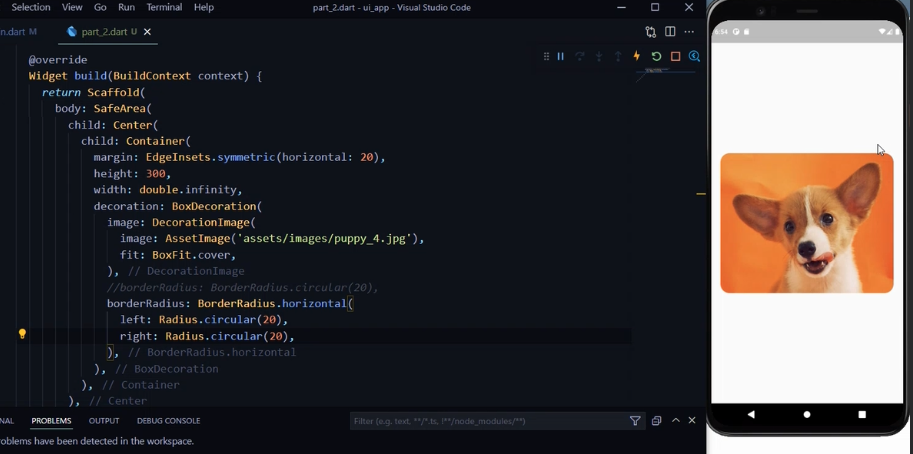 Selection View Go Run Terminal Help part_2.dart - ui_app - Visual Studio Code
n.dart M part_2.dart U
@override
Widget build(BuildContext context) {
return Scaffold(
body: SafeArea(
child: Center(
child: Container(
margin: EdgeInsets.symmetric(horizontal: 20),
height: 300,
width: double.infinity,
decoration: BoxDecoration(
image: DecorationImage(
image: AssetImage('assets/images/puppy_4.jpg'),
fit: BoxFit.cover,
), // DecorationImage
//borderRadius: BorderRadius.circular(20),
borderRadius: BorderRadius.horizontal(
left: Radius.circular(20),
right: Radius.circular(20),
), // BorderRadius.horizontal
), // BoxDecoration
), // Container
), // Center
NAL PROBLEMS OUTPUT DEBUG CONSOLE Filter (e.g. text, **/*.ts, !**/node_modules/**)
oblems have been detected in the workspace.